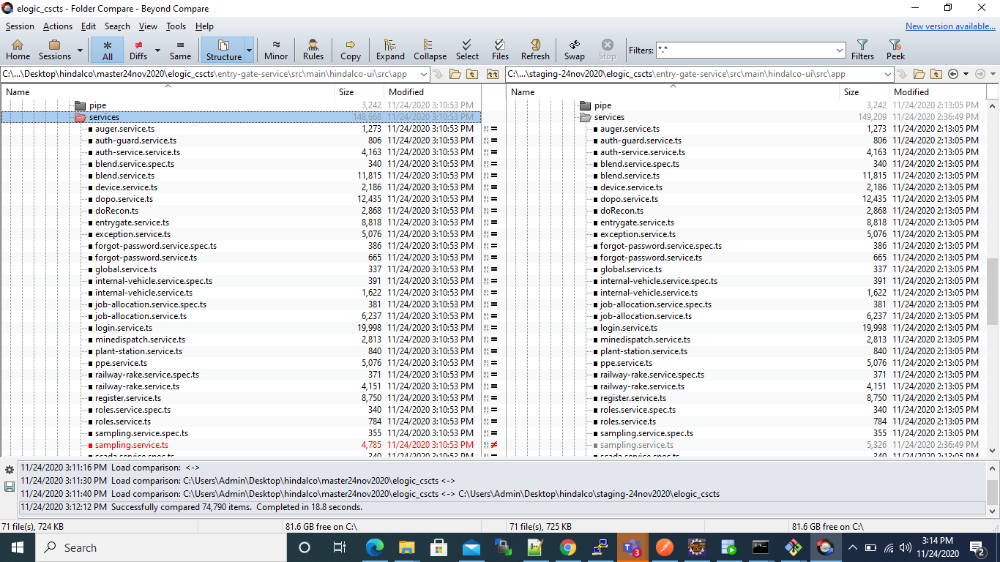 elogic_cscts - Folder Compare - Beyond Compare
Session Actions Edit Search View Tools Help New version available...
Home Sessions All Diffs Same Structure Minor Rules Copy Expand Collapse Select Files Refresh Swap Stop Filters: *.* Filters Peek
C:\...\Desktop\hindalco\master24nov2020\elogic_cscts\entry-gate-service\src\main\hindalco-ui\src\app C:\...\staging-24nov2020\elogic_cscts\entry-gate-service\src\main\hindalco-ui\src\app
Name Size Modified Name Size Modified
pipe 3,242 11/24/2020 3:10:53 PM pipe 3,242 11/24/2020 2:13:05 PM
services 148,668 11/24/2020 3:10:53 PM services 149,209 11/24/2020 2:36:49 PM
auger.service.ts 1,273 11/24/2020 3:10:53 PM = auger.service.ts 1,273 11/24/2020 2:13:05 PM
auth-guard.service.ts 806 11/24/2020 3:10:53 PM = auth-guard.service.ts 806 11/24/2020 2:13:05 PM
auth-service.service.ts 4,163 11/24/2020 3:10:53 PM = auth-service.service.ts 4,163 11/24/2020 2:13:05 PM
blend.service.spec.ts 340 11/24/2020 3:10:53 PM = blend.service.spec.ts 340 11/24/2020 2:13:05 PM
blend.service.ts 11,815 11/24/2020 3:10:53 PM = blend.service.ts 11,815 11/24/2020 2:13:05 PM
device.service.ts 2,186 11/24/2020 3:10:53 PM = device.service.ts 2,186 11/24/2020 2:13:05 PM
dopo.service.ts 12,435 11/24/2020 3:10:53 PM = dopo.service.ts 12,435 11/24/2020 2:13:05 PM
doRecon.ts 2,868 11/24/2020 3:10:53 PM = doRecon.ts 2,868 11/24/2020 2:13:05 PM
entrygate.service.ts 8,818 11/24/2020 3:10:53 PM = entrygate.service.ts 8,818 11/24/2020 2:13:05 PM
exception.service.ts 5,076 11/24/2020 3:10:53 PM = exception.service.ts 5,076 11/24/2020 2:13:05 PM
forgot-password.service.spec.ts 386 11/24/2020 3:10:53 PM = forgot-password.service.spec.ts 386 11/24/2020 2:13:05 PM
forgot-password.service.ts 665 11/24/2020 3:10:53 PM = forgot-password.service.ts 665 11/24/2020 2:13:05 PM
global.service.ts 337 11/24/2020 3:10:53 PM = global.service.ts 337 11/24/2020 2:13:05 PM
internal-vehicle.service.spec.ts 391 11/24/2020 3:10:53 PM = internal-vehicle.service.spec.ts 391 11/24/2020 2:13:05 PM
internal-vehicle.service.ts 1,622 11/24/2020 3:10:53 PM = internal-vehicle.service.ts 1,622 11/24/2020 2:13:05 PM
job-allocation.service.spec.ts 381 11/24/2020 3:10:53 PM = job-allocation.service.spec.ts 381 11/24/2020 2:13:05 PM
job-allocation.service.ts 6,237 11/24/2020 3:10:53 PM = job-allocation.service.ts 6,237 11/24/2020 2:13:05 PM
login.service.ts 19,998 11/24/2020 3:10:53 PM = login.service.ts 19,998 11/24/2020 2:13:05 PM
minedispatch.service.ts 2,813 11/24/2020 3:10:53 PM = minedispatch.service.ts 2,813 11/24/2020 2:13:05 PM
plant-station.service.ts 840 11/24/2020 3:10:53 PM = plant-station.service.ts 840 11/24/2020 2:13:05 PM
ppe.service.ts 5,076 11/24/2020 3:10:53 PM = ppe.service.ts 5,076 11/24/2020 2:13:05 PM
railway-rake.service.spec.ts 371 11/24/2020 3:10:53 PM = railway-rake.service.spec.ts 371 11/24/2020 2:13:05 PM
railway-rake.service.ts 4,151 11/24/2020 3:10:53 PM = railway-rake.service.ts 4,151 11/24/2020 2:13:05 PM
register.service.ts 8,750 11/24/2020 3:10:53 PM = register.service.ts 8,750 11/24/2020 2:13:05 PM
roles.service.spec.ts 340 11/24/2020 3:10:53 PM = roles.service.spec.ts 340 11/24/2020 2:13:05 PM
roles.service.ts 784 11/24/2020 3:10:53 PM = roles.service.ts 784 11/24/2020 2:13:05 PM
sampling.service.spec.ts 355 11/24/2020 3:10:53 PM = sampling.service.spec.ts 355 11/24/2020 2:13:05 PM
sampling.service.ts 4,785 11/24/2020 3:10:53 PM ≠ sampling.service.ts 5,326 11/24/2020 2:36:49 PM
scada.service.spec.ts 340 11/24/2020 3:10:53 PM scada.service.spec.ts 340 11/24/2020 2:13:05 PM
11/24/2020 3:11:16 PM Load comparison: <->
11/24/2020 3:11:30 PM Load comparison: C:\Users\Admin\Desktop\hindalco\master24nov2020\elogic_cscts <->
11/24/2020 3:11:40 PM Load comparison: C:\Users\Admin\Desktop\hindalco\master24nov2020\elogic_cscts <-> C:\Users\Admin\Desktop\hindalco\staging-24nov2020\elogic_cscts
11/24/2020 3:12:12 PM Successfully compared 74,790 items. Completed in 18.8 seconds.
71 file(s), 724 KB 81.6 GB free on C:\ 71 file(s), 725 KB 81.6 GB free on C:\
Search 3 3:14 PM
11/24/2020 2